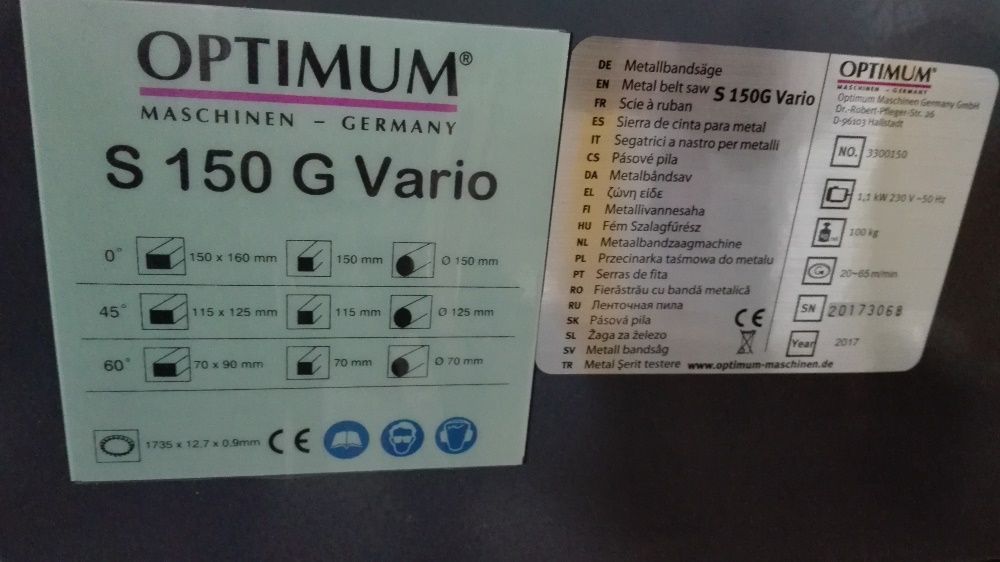 OPTIMUM®
MASCHINEN – GERMANY
S 150 G Vario
0° 150 x 160 mm 150 mm Ø 150 mm
45° 115 x 125 mm 115 mm Ø 125 mm
60° 70 x 90 mm 70 mm Ø 70 mm
1735 x 12.7 x 0.9mm CE
DE Metallbandsäge
EN Metal belt saw
FR Scie à ruban
ES Sierra de cinta para metal
IT Segatrici a nastro per metalli
CS Pásové pila
DA Metalbåndsav
EL ζώνη είδε
FI Metallivannesaha
HU Fém Szalagfűrész
NL Metaalbandzaagmachine
PL Przecinarka taśmowa do metalu
PT Serras de fita
RO Fierăstrău cu bandă metalică
RU Ленточная пила
SK Pásová pila
SL Žaga za železo
SV Metall bandsåg
TR Metal Şerit testere
S 150G Vario
CE
www.optimum-maschinen.de
OPTIMUM®
MASCHINEN - GERMANY
Optimum Maschinen Germany GmbH
Dr.-Robert-Pfleger-Str. 26
D-96103 Hallstadt
NO. 3300150
1,1 kW 230 V ~50 Hz
100 kg
20~65 m/min
SN 20173068
Year 2017